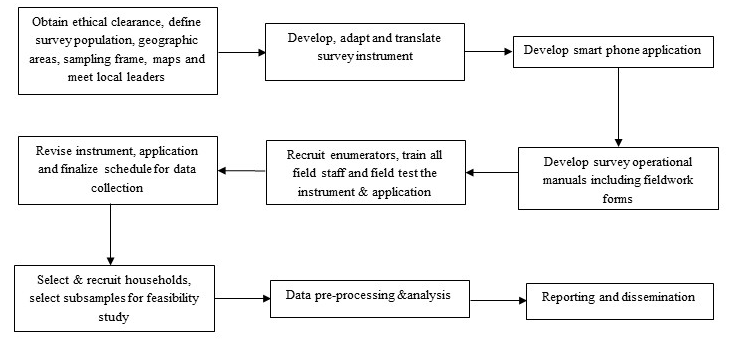 Obtain ethical clearance, define
survey population, geographic
areas, sampling frame, maps and
meet local leaders
Develop, adapt and translate
survey instrument
Develop smart phone application
Develop survey operational
manuals including fieldwork
forms
Recruit enumerators, train all
field staff and field test the
instrument & application
Revise instrument, application
and finalize schedule for data
collection
Select & recruit households,
select subsamples for feasibility
study
Data pre-processing &analysis
Reporting and dissemination